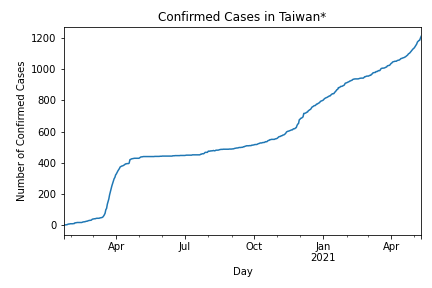 Confirmed Cases in Taiwan*
Number of Confirmed Cases
1200
1000
800
600
400
200
0
Apr Jul Oct Jan Apr
2021
Day